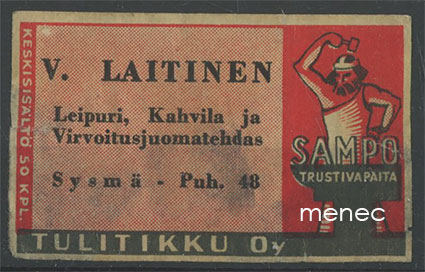 KESKISISÄLTÖ 50 KPL.
V. LAITINEN
Leipuri, Kahvila ja
Virvoitusjuomatehdas
Sysmä - Puh. 48
SAMPO
TRUSTIVAPAITA
menec
TULITIKKU Oy